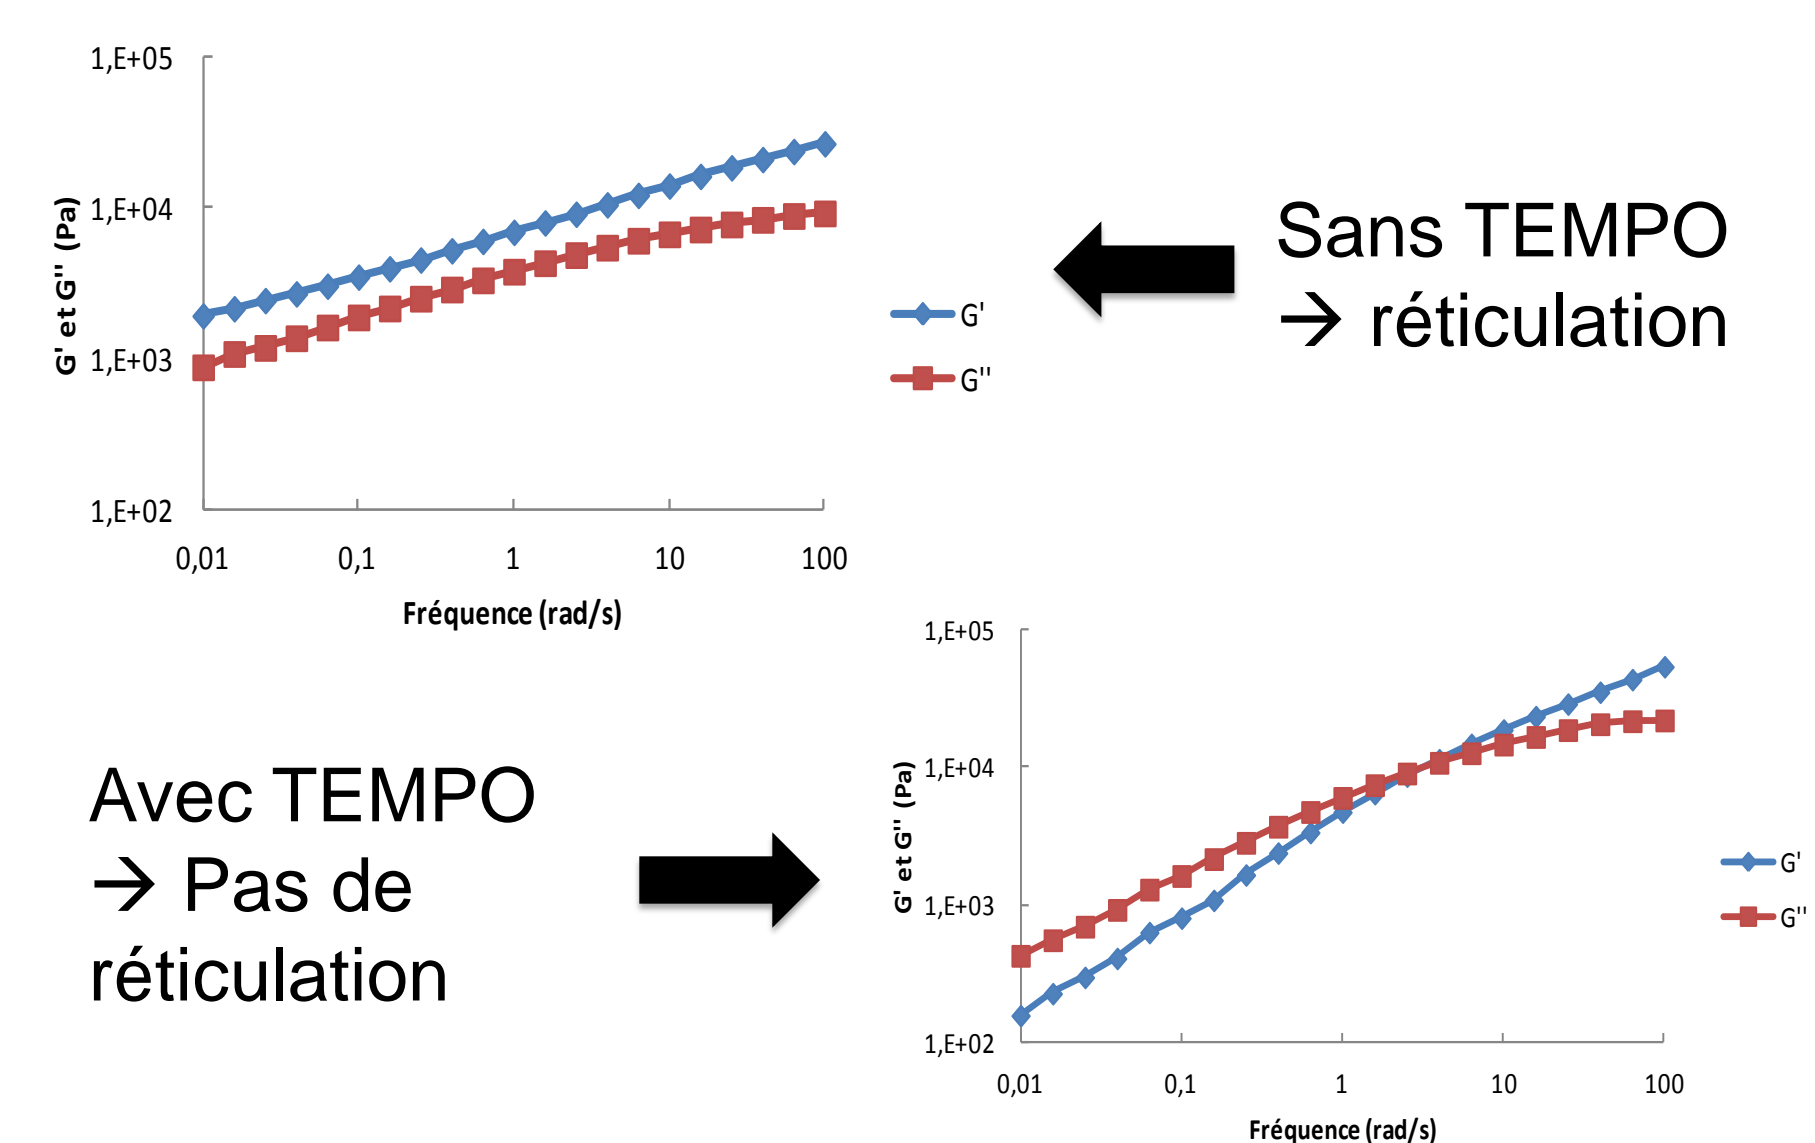 1,E+05
1,E+04
1,E+03
1,E+02
G' et G'' (Pa)
0,01 0,1 1 10 100
Fréquence (rad/s)
G'
G''
Sans TEMPO
→ réticulation
Avec TEMPO
→ Pas de
réticulation
1,E+05
1,E+04
1,E+03
1,E+02
G' et G'' (Pa)
0,01 0,1 1 10 100
Fréquence (rad/s)
G'
G''